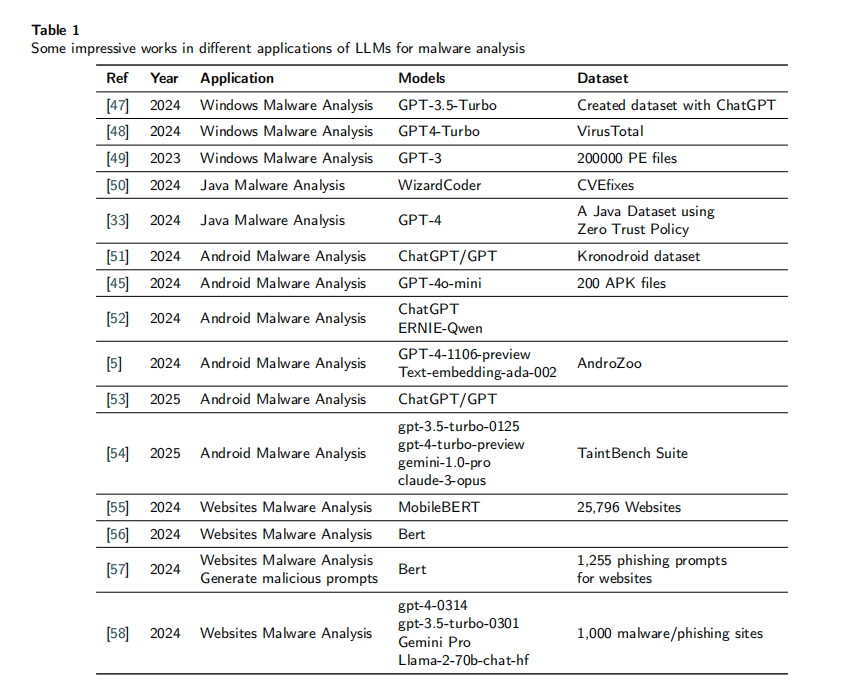 Table 1
Some impressive works in different applications of LLMs for malware analysis
Ref Year Application Models Dataset
[47] 2024 Windows Malware Analysis GPT-3.5-Turbo Created dataset with ChatGPT
[48] 2024 Windows Malware Analysis GPT4-Turbo VirusTotal
[49] 2023 Windows Malware Analysis GPT-3 200000 PE files
[50] 2024 Java Malware Analysis WizardCoder CVEfixes
[33] 2024 Java Malware Analysis GPT-4 A Java Dataset using
Zero Trust Policy
[51] 2024 Android Malware Analysis ChatGPT/GPT Kronodroid dataset
[45] 2024 Android Malware Analysis GPT-4o-mini 200 APK files
[52] 2024 Android Malware Analysis ChatGPT
ERNIE-Qwen
[5] 2024 Android Malware Analysis GPT-4-1106-preview
Text-embedding-ada-002 AndroZoo
[53] 2025 Android Malware Analysis ChatGPT/GPT
[54] 2025 Android Malware Analysis gpt-3.5-turbo-0125
gpt-4-turbo-preview
gemini-1.0-pro
claude-3-opus TaintBench Suite
[55] 2024 Websites Malware Analysis MobileBERT 25,796 Websites
[56] 2024 Websites Malware Analysis Bert
[57] 2024 Websites Malware Analysis
Generate malicious prompts Bert 1,255 phishing prompts
for websites
[58] 2024 Websites Malware Analysis gpt-4-0314
gpt-3.5-turbo-0301
Gemini Pro
Llama-2-70b-chat-hf 1,000 malware/phishing sites